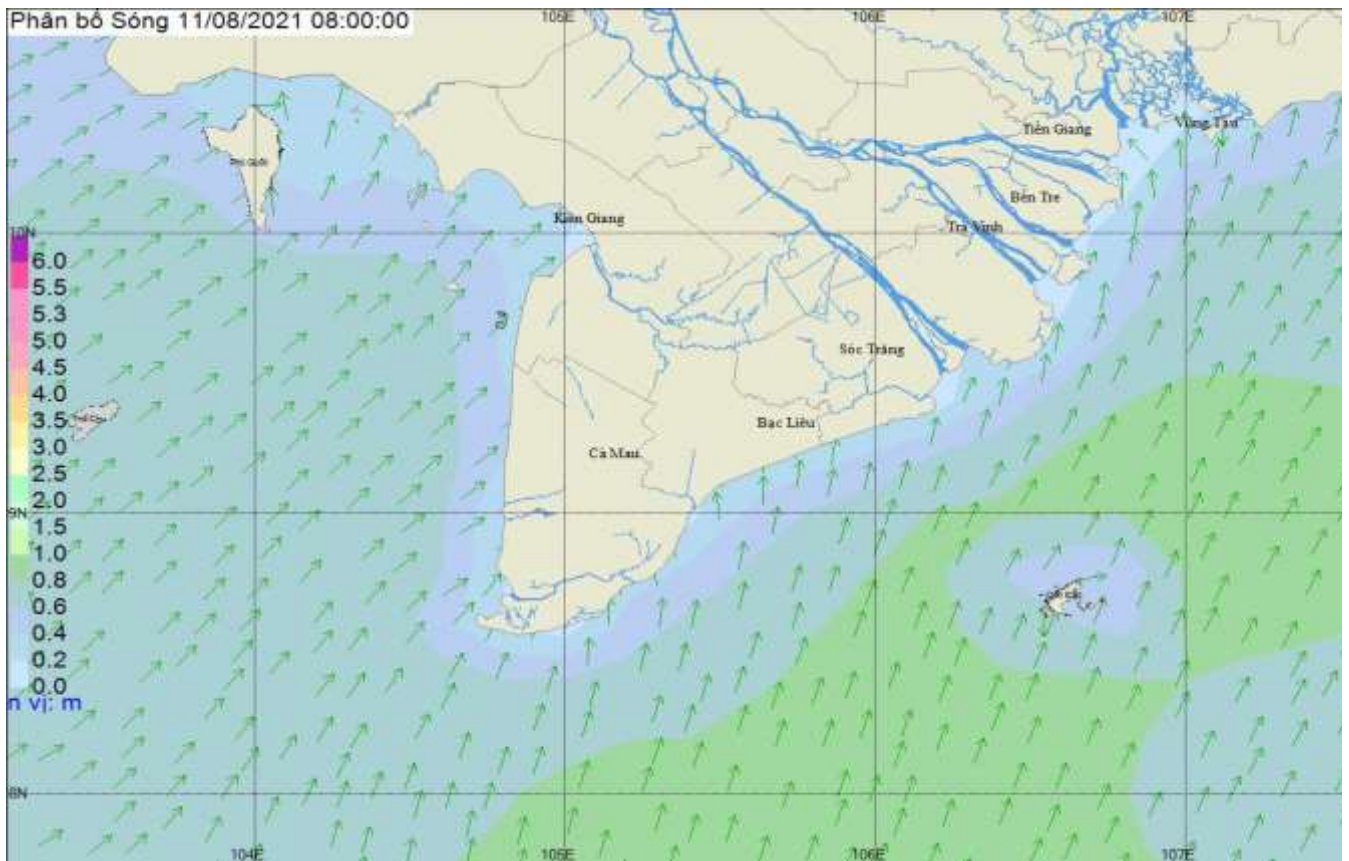 Phân bố Sóng 11/08/2021 08:00:00
105E
106E
107E
Tiền Giang
Vũng Tàu
Bến Tre
Kiên Giang
Trà Vinh
10N
6.0
5.5
5.3
5.0
4.5
4.0
3.5
3.0
2.5
2.0
1.5
1.0
0.8
0.6
0.4
0.2
0.0
n vị: m
Sóc Trăng
Bạc Liêu
Cà Mau
9N
8N
104E
105E
106E
107E